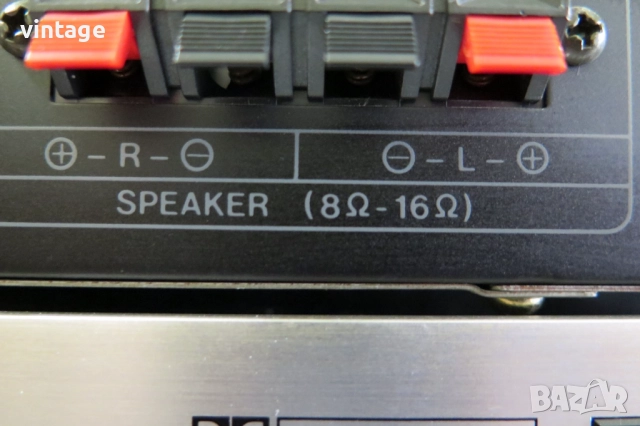 vintage
⊕ - R - ⊖ ⊖ - L - ⊕
SPEAKER (8Ω-16Ω)
BAZAR